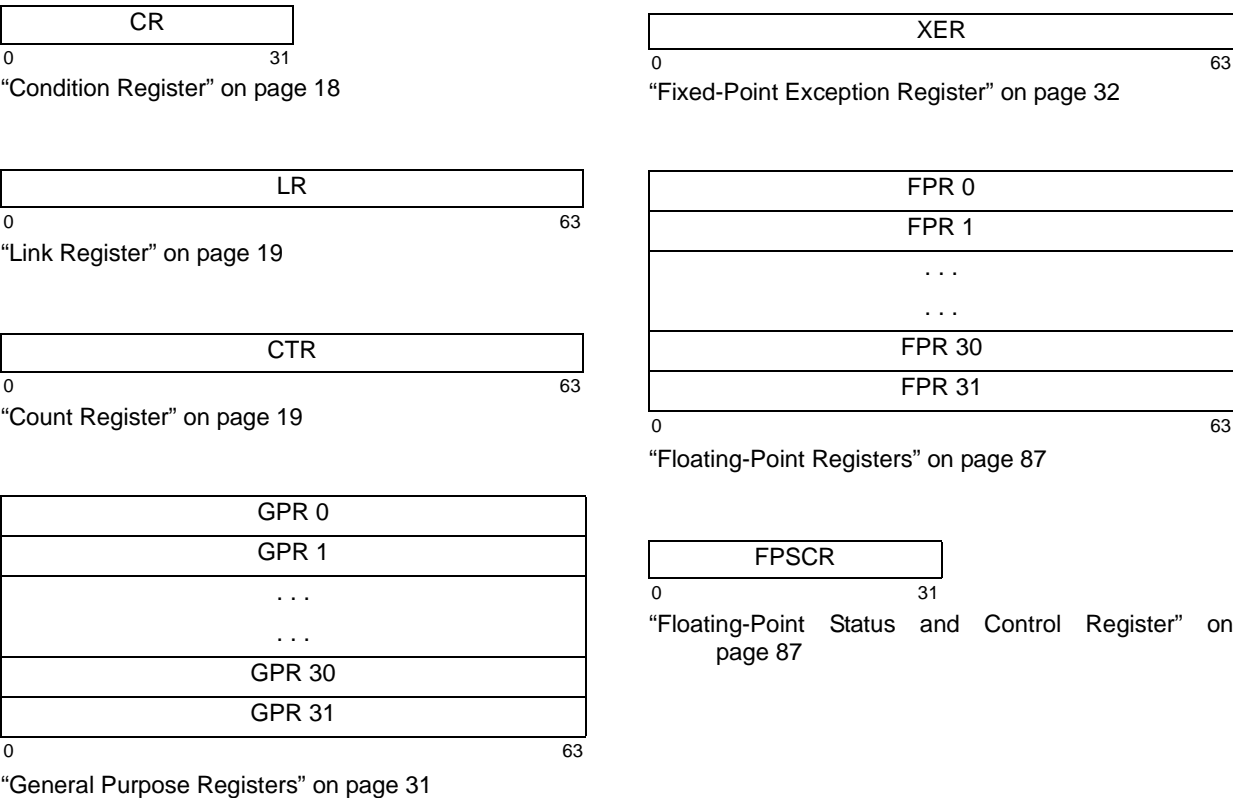 CR
0 31
“Condition Register” on page 18
LR
0 63
“Link Register” on page 19
CTR
0 63
“Count Register” on page 19
GPR 0
GPR 1
. . .
. . .
GPR 30
GPR 31
0 63
“General Purpose Registers” on page 31
XER
0 63
“Fixed-Point Exception Register” on page 32
FPR 0
FPR 1
. . .
. . .
FPR 30
FPR 31
0 63
“Floating-Point Registers” on page 87
FPSCR
0 31
“Floating-Point Status and Control Register” on
page 87